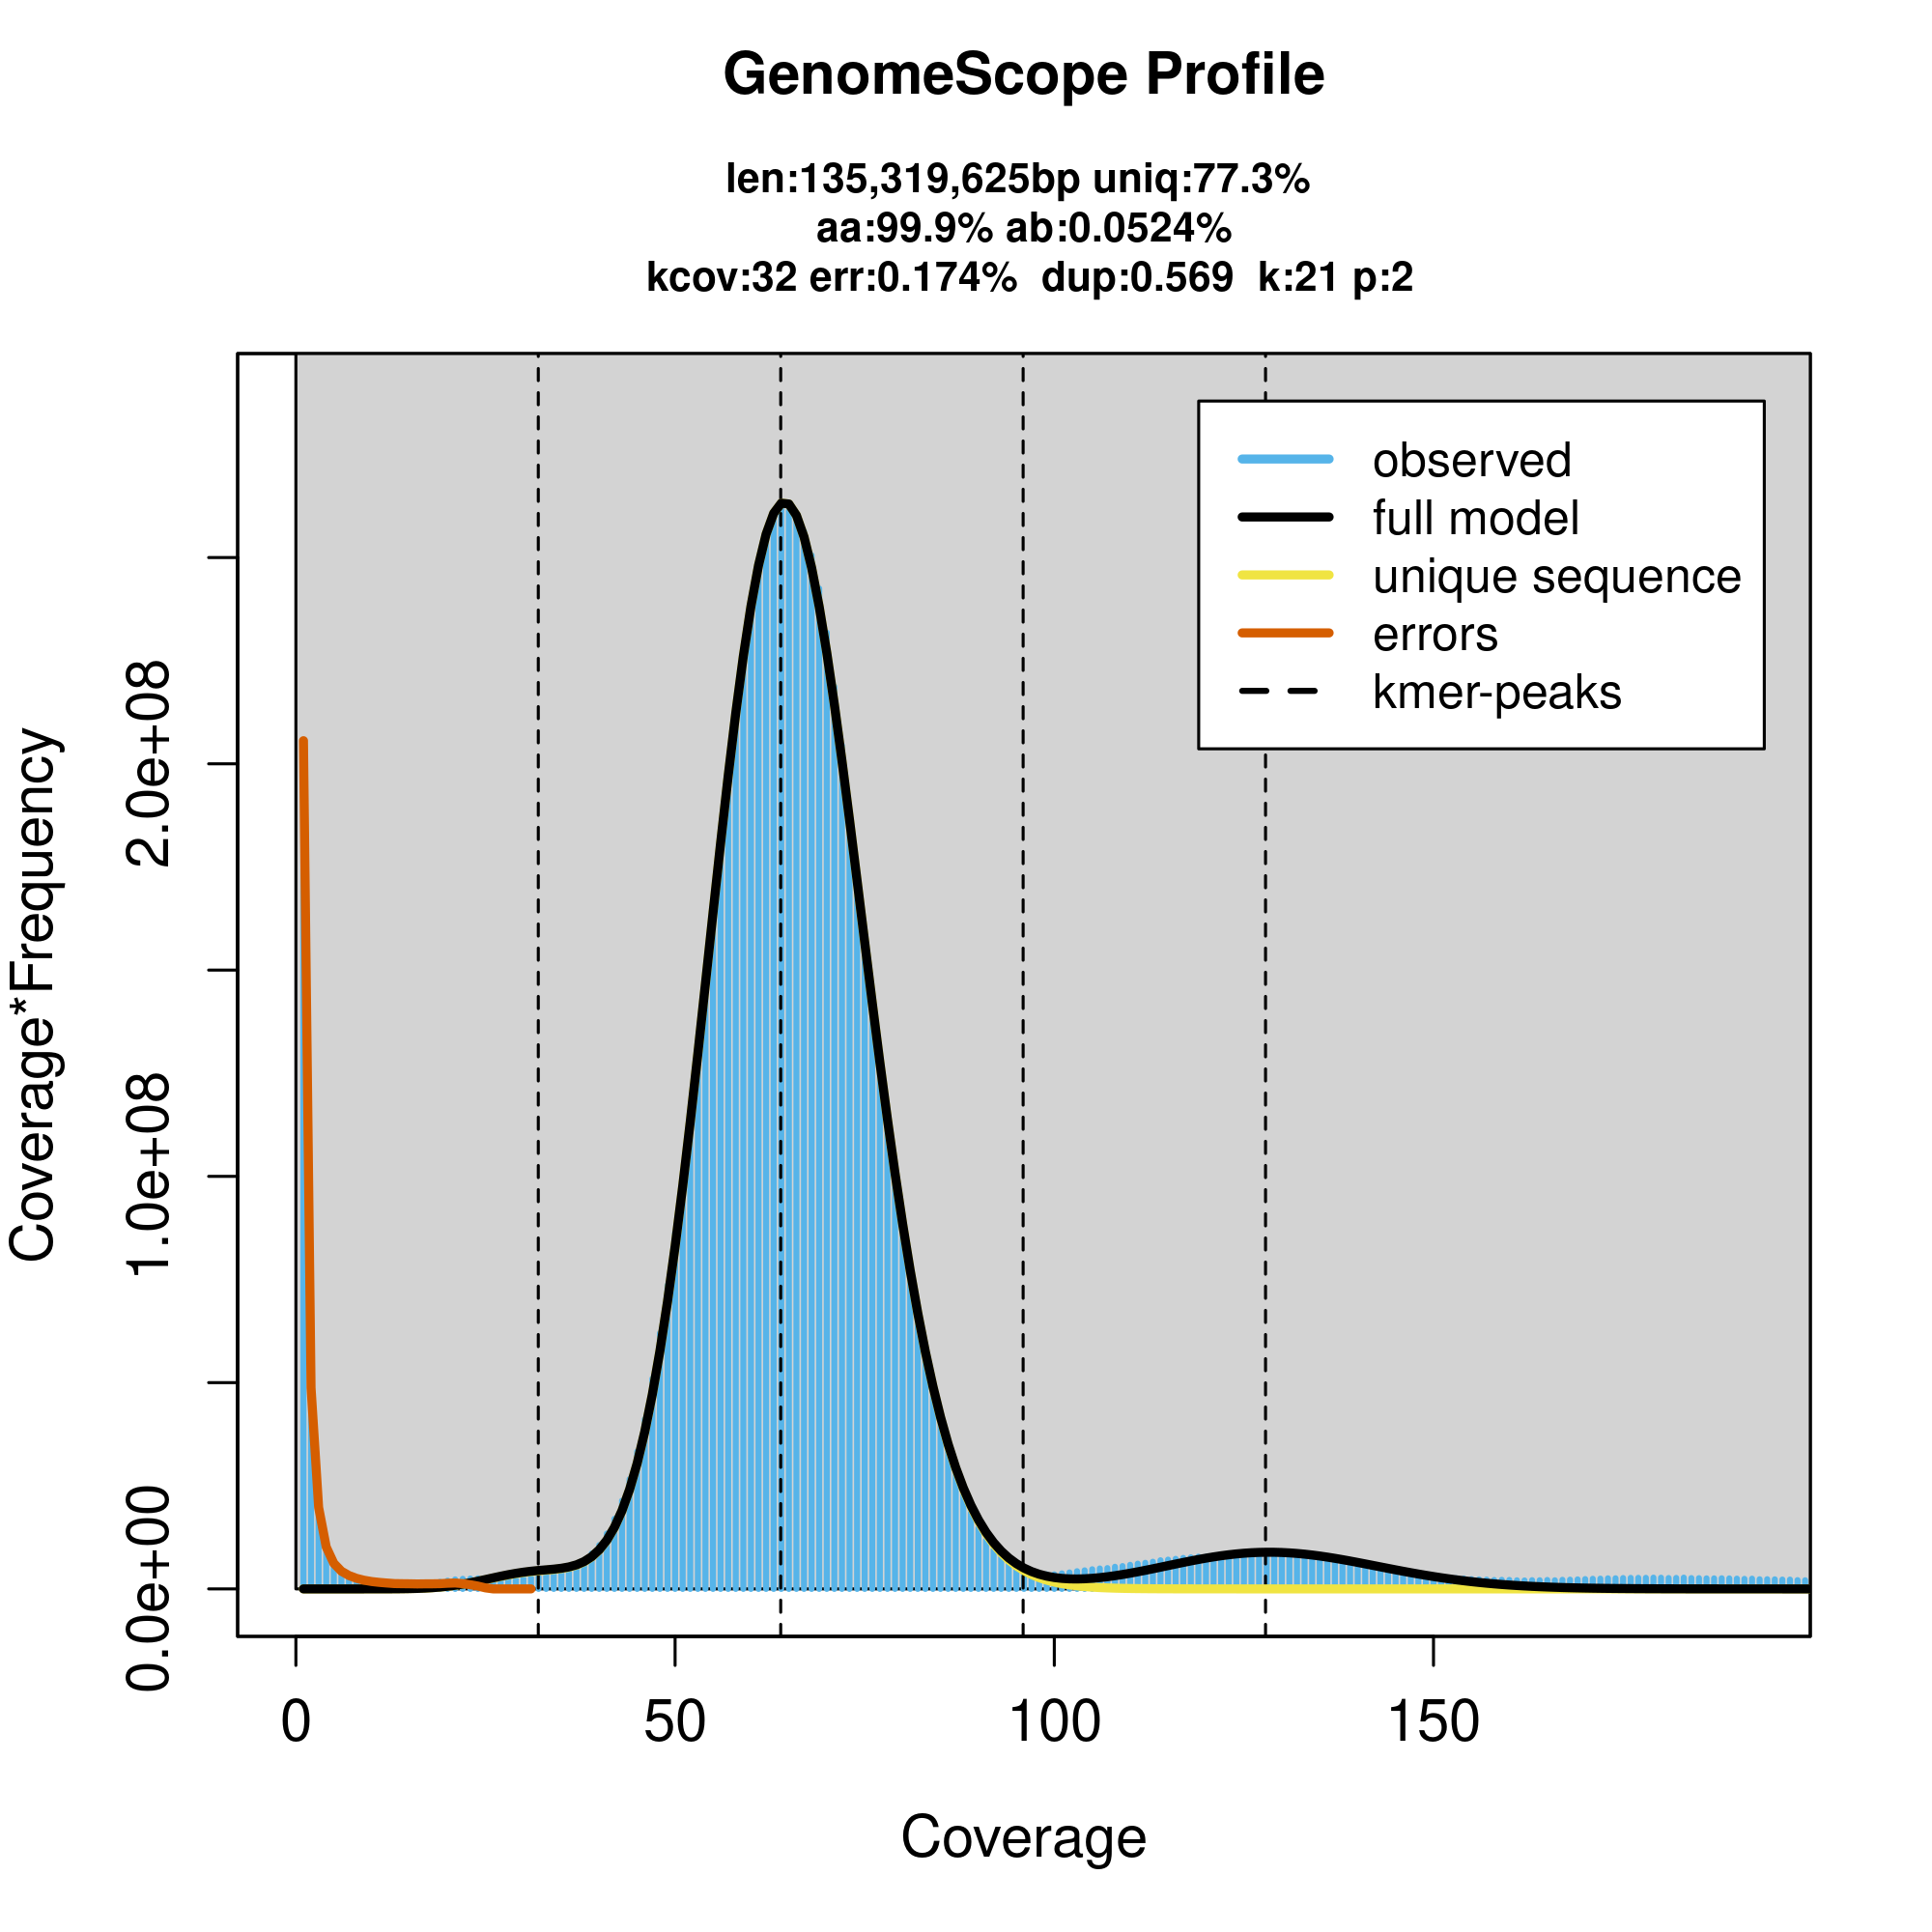 GenomeScope Profile
len:135,319,625bp uniq:77.3%
aa:99.9% ab:0.0524%
kcov:32 err:0.174% dup:0.569 k:21 p:2
observed
full model
unique sequence
errors
kmer-peaks
Coverage*Frequency
2.0e+08
1.0e+08
0.0e+00
0 50 100 150
Coverage